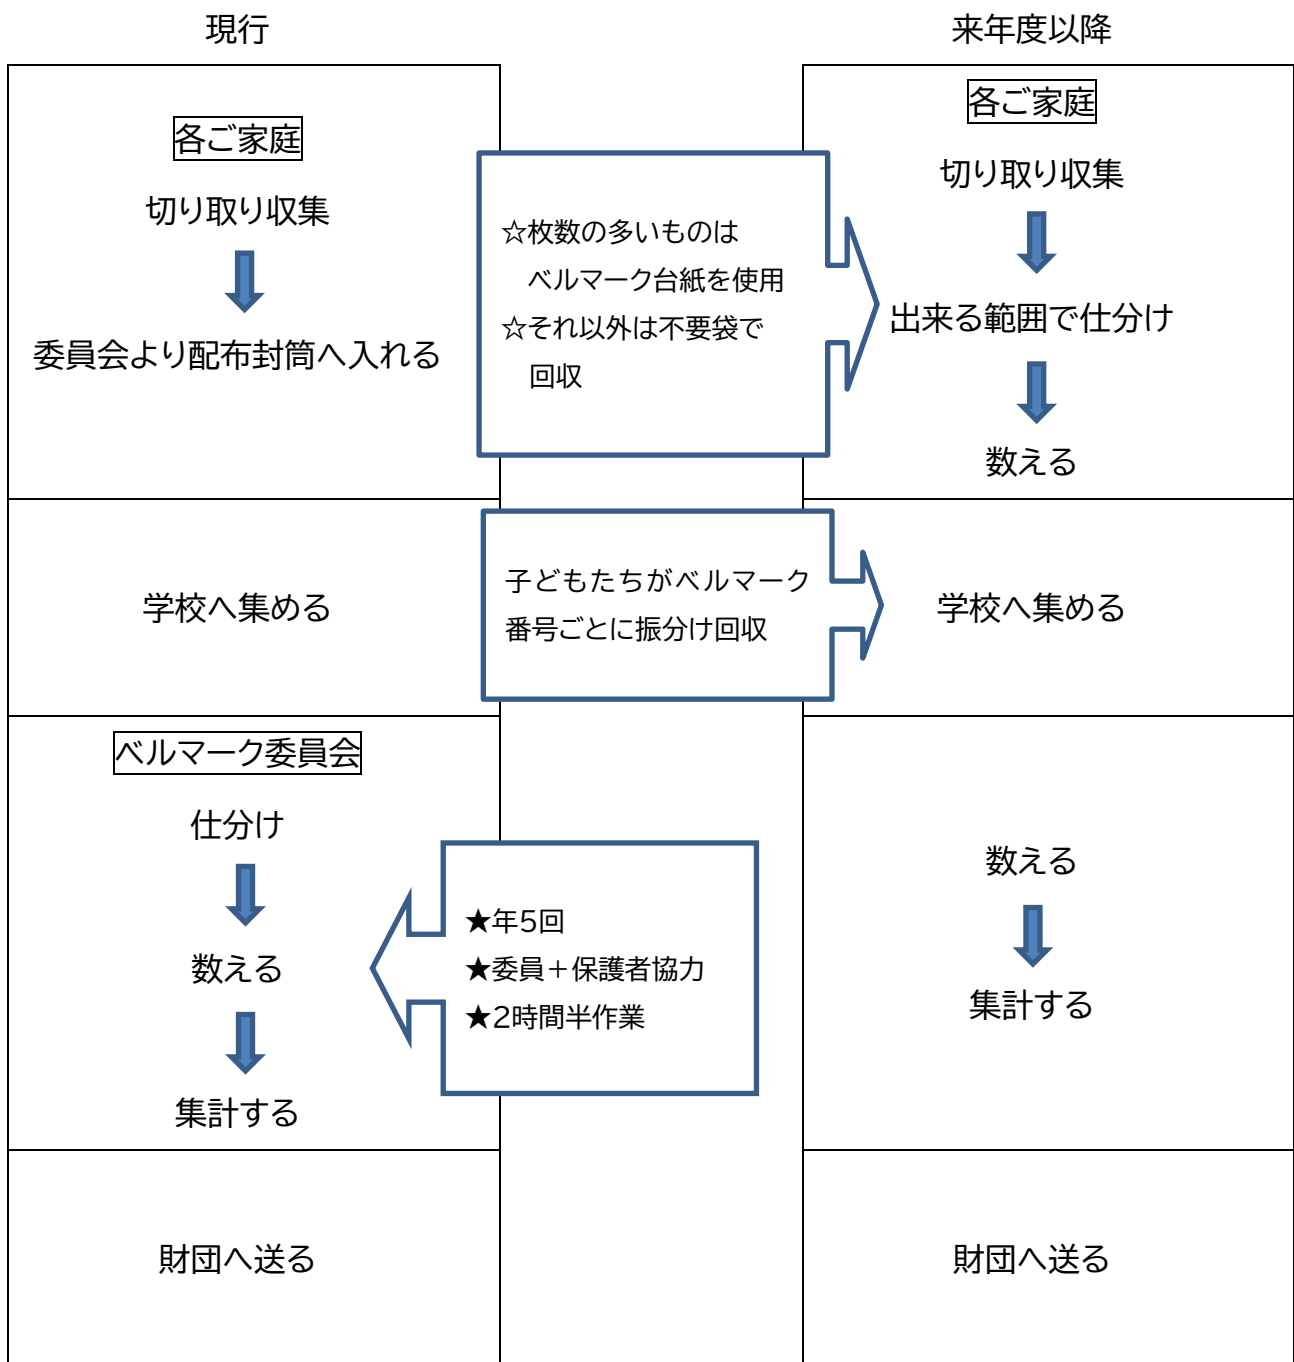 現行
来年度以降
各ご家庭
切り取り収集
委員会より配布封筒へ入れる
☆枚数の多いものは
ベルマーク台紙を使用
☆それ以外は不要袋で
回収
各ご家庭
切り取り収集
出来る範囲で仕分け
数える
学校へ集める
子どもたちがベルマーク
番号ごとに振分け回収
学校へ集める
ベルマーク委員会
仕分け
数える
集計する
★年5回
★委員＋保護者協力
★2時間半作業
数える
集計する
財団へ送る
財団へ送る